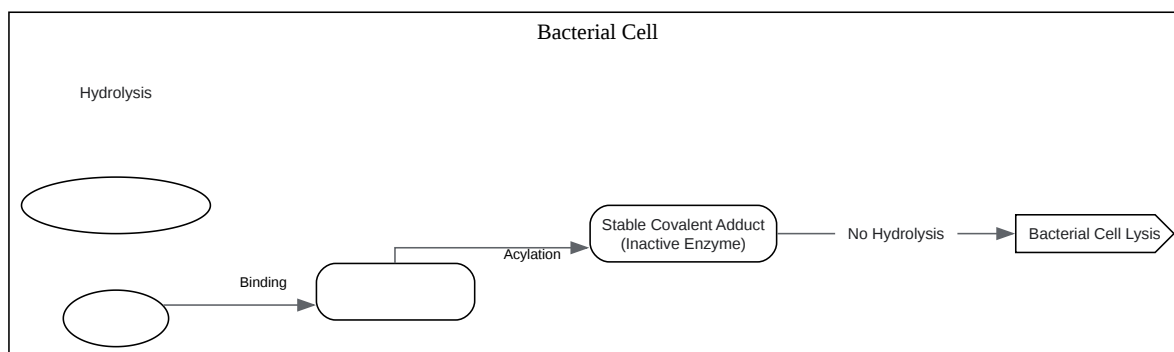 Bacterial Cell
Hydrolysis
Binding
Acylation
Stable Covalent Adduct
(Inactive Enzyme)
No Hydrolysis
Bacterial Cell Lysis